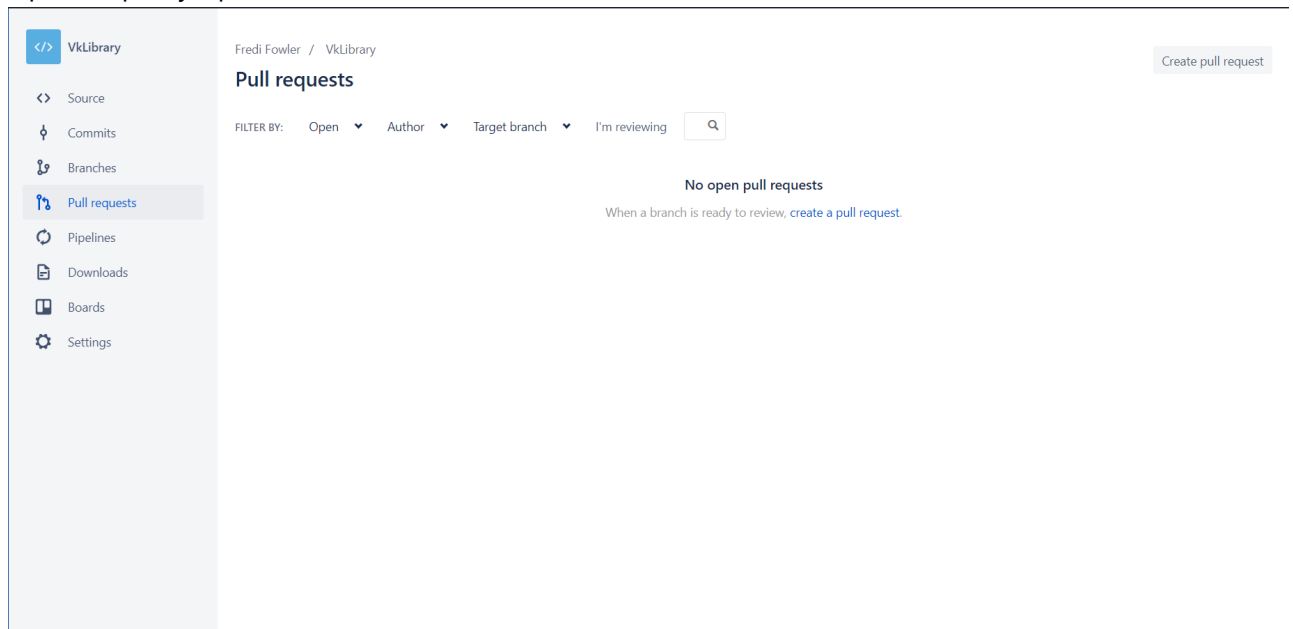 VkLibrary
Source
Commits
Branches
Pull requests
Pipelines
Downloads
Boards
Settings
Fredi Fowler / VkLibrary
Create pull request
Pull requests
FILTER BY: Open Author Target branch I'm reviewing
No open pull requests
When a branch is ready to review, create a pull request.